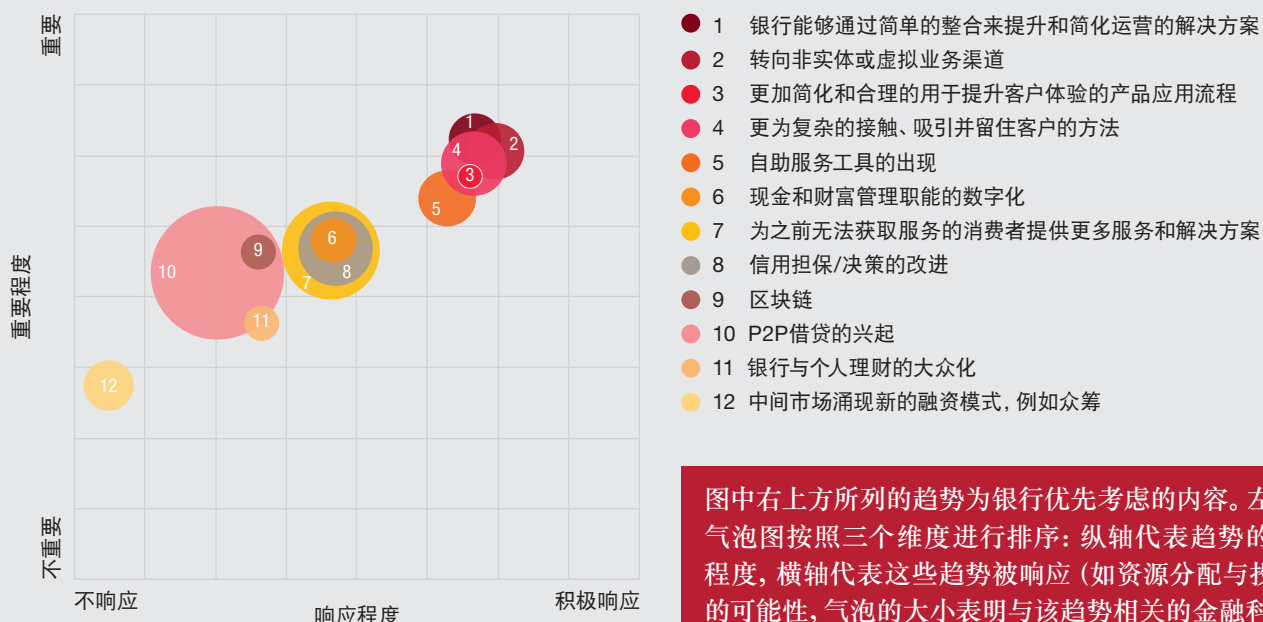 重要
重要程度
不重要
1
4
2
3
5
6
9
10
8
7
11
12
不响应
积极响应
响应程度
1 银行能够通过简单的整合来提升和简化运营的解决方案
2 转向非实体或虚拟业务渠道
3 更加简化和合理的用于提升客户体验的产品应用流程
4 更为复杂的接触、吸引并留住客户的方法
5 自助服务工具的出现
6 现金和财富管理职能的数字化
7 为之前无法获取服务的消费者提供更多服务和解决方案
8 信用担保/决策的改进
9 区块链
10 P2P借贷的兴起
11 银行与个人理财的大众化
12 中间市场涌现新的融资模式，例如众筹
图中右上方所列的趋势为银行优先考虑的内容。左
气泡图按照三个维度进行排序：纵轴代表趋势的
程度，横轴代表这些趋势被响应（如资源分配与投
的可能性，气泡的大小表明与该趋势相关的金融科